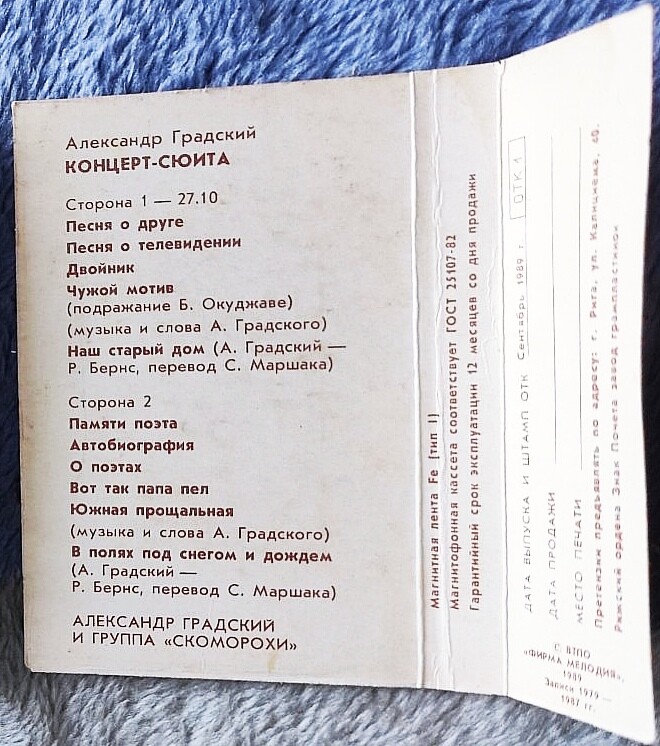 Александр Градский
КОНЦЕРТ-СЮИТА
Сторона 1 — 27.10
Песня о друге
Песня о телевидении
Двойник
Чужой мотив
(подражание Б. Окуджаве)
(музыка и слова А. Градского)
Наш старый дом (А. Градский —
Р. Бернс, перевод С. Маршака)
Сторона 2
Памяти поэта
Автобиография
О поэтах
Вот так папа пел
Южная прощальная
(музыка и слова А. Градского)
В полях под снегом и дождем
(А. Градский —
Р. Бернс, перевод С. Маршака)
АЛЕКСАНДР ГРАДСКИЙ
И ГРУППА «СКОМОРОХИ»
Магнитная лента Fe [тип I]
Магнитофонная кассета соответствует ГОСТ 25107-82
Гарантийный срок эксплуатации 12 месяцев со дня продажи
ДАТА ВЫПУСКА И ШТАМП ОТК Сентябрь 1989 г. ОТК 1
ДАТА ПРОДАЖИ
МЕСТО ПЕЧАТИ
Претензии предъявлять по адресу: г. Рига, ул. Калнциема, 40.
Рижский ордена Знак Почета завод грампластинок
© ВТПО
«ФИРМА МЕЛОДИЯ»,
1989
Записи 1979—
1987 гг.